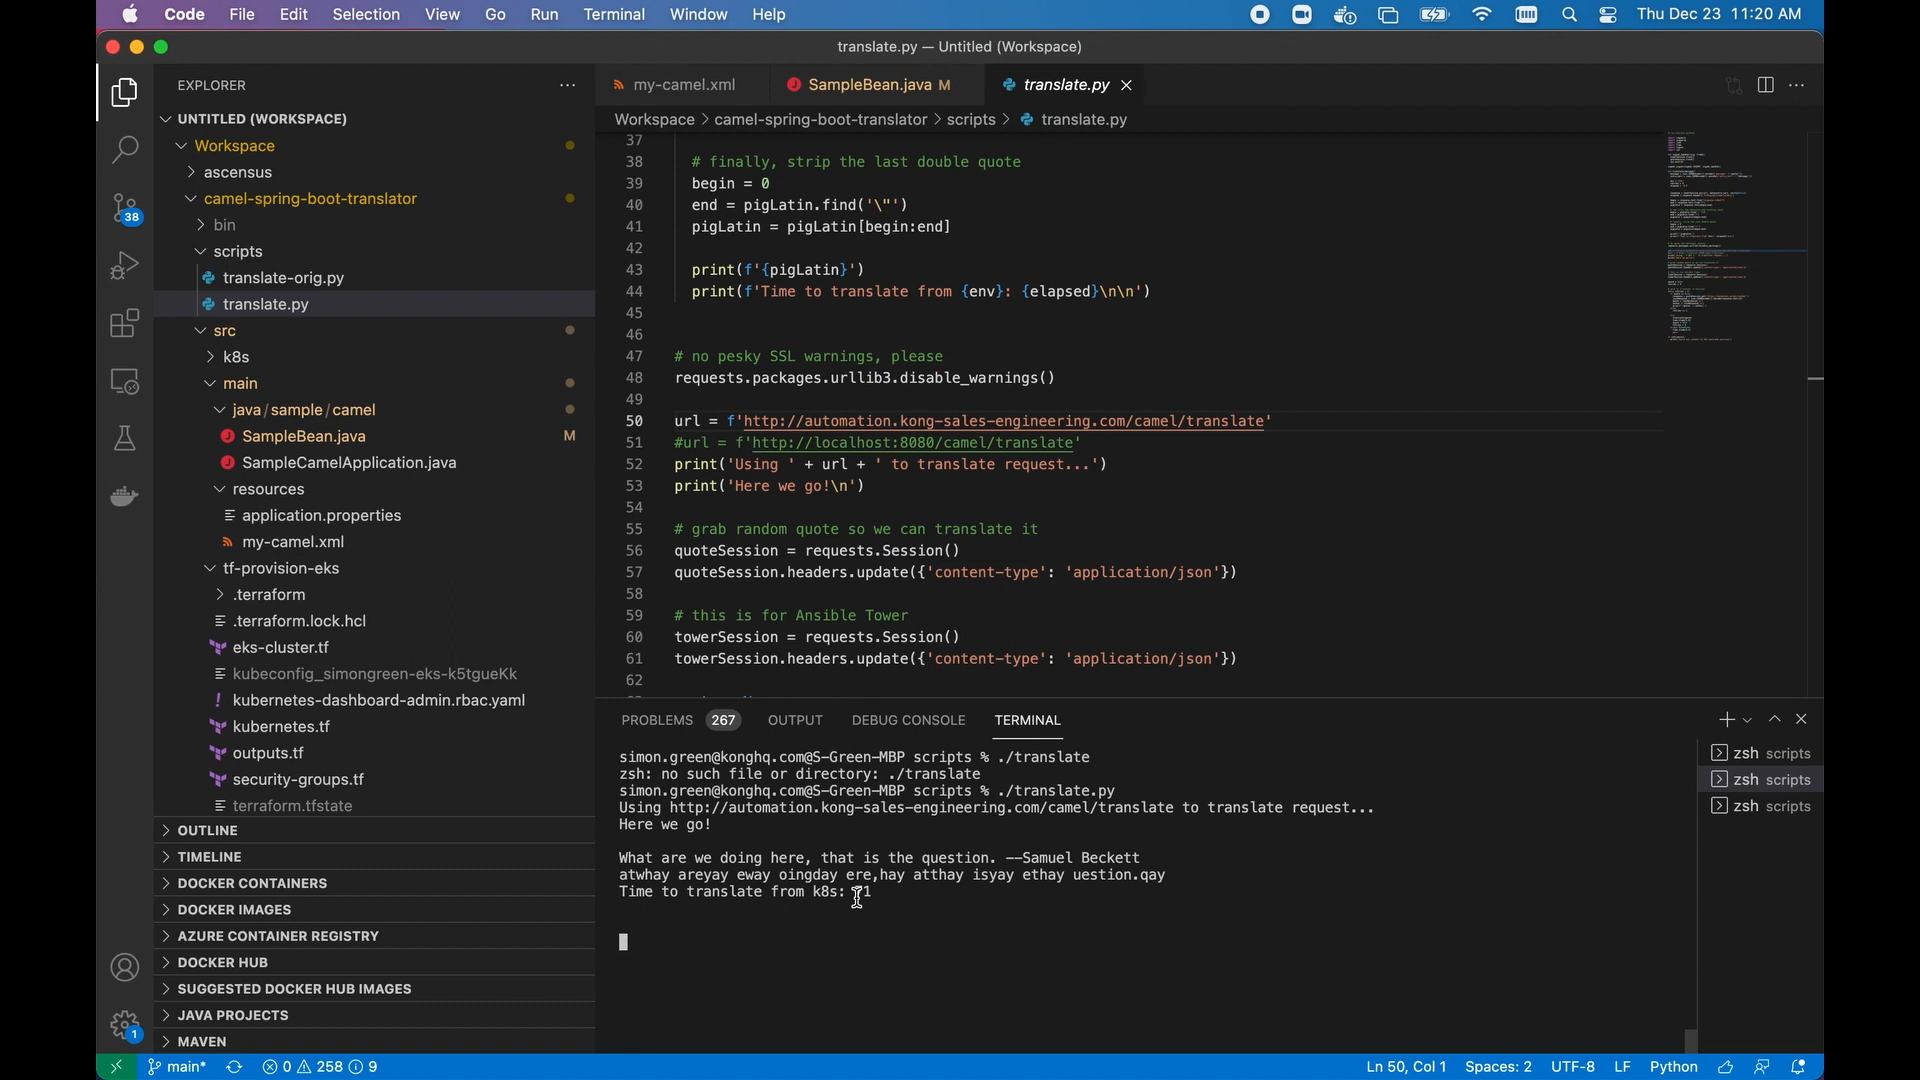 Code File Edit Selection View Go Run Terminal Window Help Thu Dec 23 11:20 AM
translate.py — Untitled (Workspace)
EXPLORER
my-camel.xml
SampleBean.java M
translate.py
Workspace > camel-spring-boot-translator > scripts > translate.py
UNTITLED (WORKSPACE)
Workspace
ascensus
camel-spring-boot-translator
bin
scripts
translate-orig.py
translate.py
src
k8s
main
java / sample / camel
SampleBean.java M
SampleCamelApplication.java
resources
application.properties
my-camel.xml
tf-provision-eks
.terraform
.terraform.lock.hcl
eks-cluster.tf
kubeconfig_simongreen-eks-k5tgueKk
kubernetes-dashboard-admin.rbac.yaml
kubernetes.tf
outputs.tf
security-groups.tf
terraform.tfstate
OUTLINE
TIMELINE
DOCKER CONTAINERS
DOCKER IMAGES
AZURE CONTAINER REGISTRY
DOCKER HUB
SUGGESTED DOCKER HUB IMAGES
JAVA PROJECTS
MAVEN
38
1
37
38 # finally, strip the last double quote
39 begin = 0
40 end = pigLatin.find('\"')
41 pigLatin = pigLatin[begin:end]
42
43 print(f'{pigLatin}')
44 print(f'Time to translate from {env}: {elapsed}\n\n')
45
46
47 # no pesky SSL warnings, please
48 requests.packages.urllib3.disable_warnings()
49
50 url = f'http://automation.kong-sales-engineering.com/camel/translate'
51 #url = f'http://localhost:8080/camel/translate'
52 print('Using ' + url + ' to translate request...')
53 print('Here we go!\n')
54
55 # grab random quote so we can translate it
56 quoteSession = requests.Session()
57 quoteSession.headers.update({'content-type': 'application/json'})
58
59 # this is for Ansible Tower
60 towerSession = requests.Session()
61 towerSession.headers.update({'content-type': 'application/json'})
62
PROBLEMS 267 OUTPUT DEBUG CONSOLE TERMINAL
simon.green@konghq.com@S-Green-MBP scripts % ./translate
zsh: no such file or directory: ./translate
simon.green@konghq.com@S-Green-MBP scripts % ./translate.py
Using http://automation.kong-sales-engineering.com/camel/translate to translate request...
Here we go!
What are we doing here, that is the question. --Samuel Beckett
atwhay areyay eway oingday ere,hay atthay isyay ethay uestion.qay
Time to translate from k8s:
zsh scripts
zsh scripts
zsh scripts
main* 0 258 9 Ln 50, Col 1 Spaces: 2 UTF-8 LF Python